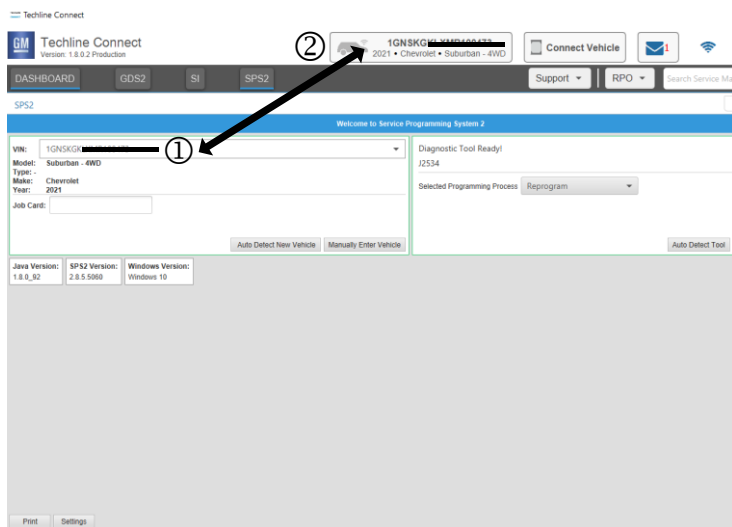 Techline Connect
GM
Techline Connect
Version: 1.8.0.2 Production
②
2021 • Chevrolet • Suburban - 4WD
Connect Vehicle
1
DASHBOARD
GDS2
SI
SPS2
Support
RPO
Search Service Ma
SPS2
Welcome to Service Programming System 2
VIN:
1GNSKGK
①
Model: Suburban - 4WD
Type: -
Make: Chevrolet
Year: 2021
Job Card:
Auto Detect New Vehicle
Manually Enter Vehicle
Diagnostic Tool Ready!
J2534
Selected Programming Process
Reprogram
Auto Detect Tool
Java Version:
1.8.0_92
SPS2 Version:
2.8.5.5060
Windows Version:
Windows 10
Print
Settings